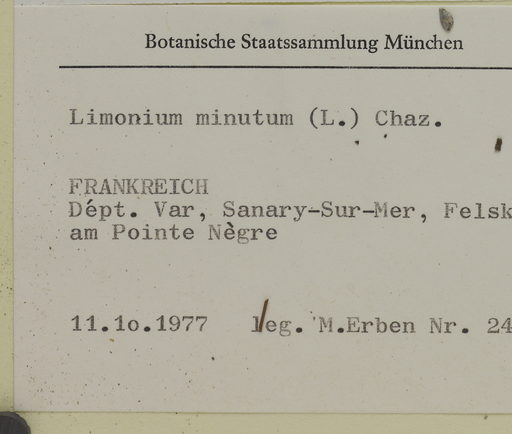 Botanische Staatssammlung München
Limonium minutum (L.) Chaz.
FRANKREICH
Dépt. Var, Sanary-Sur-Mer, Felsk
am Pointe Nègre
11.1o.1977 leg. M.Erben Nr. 24